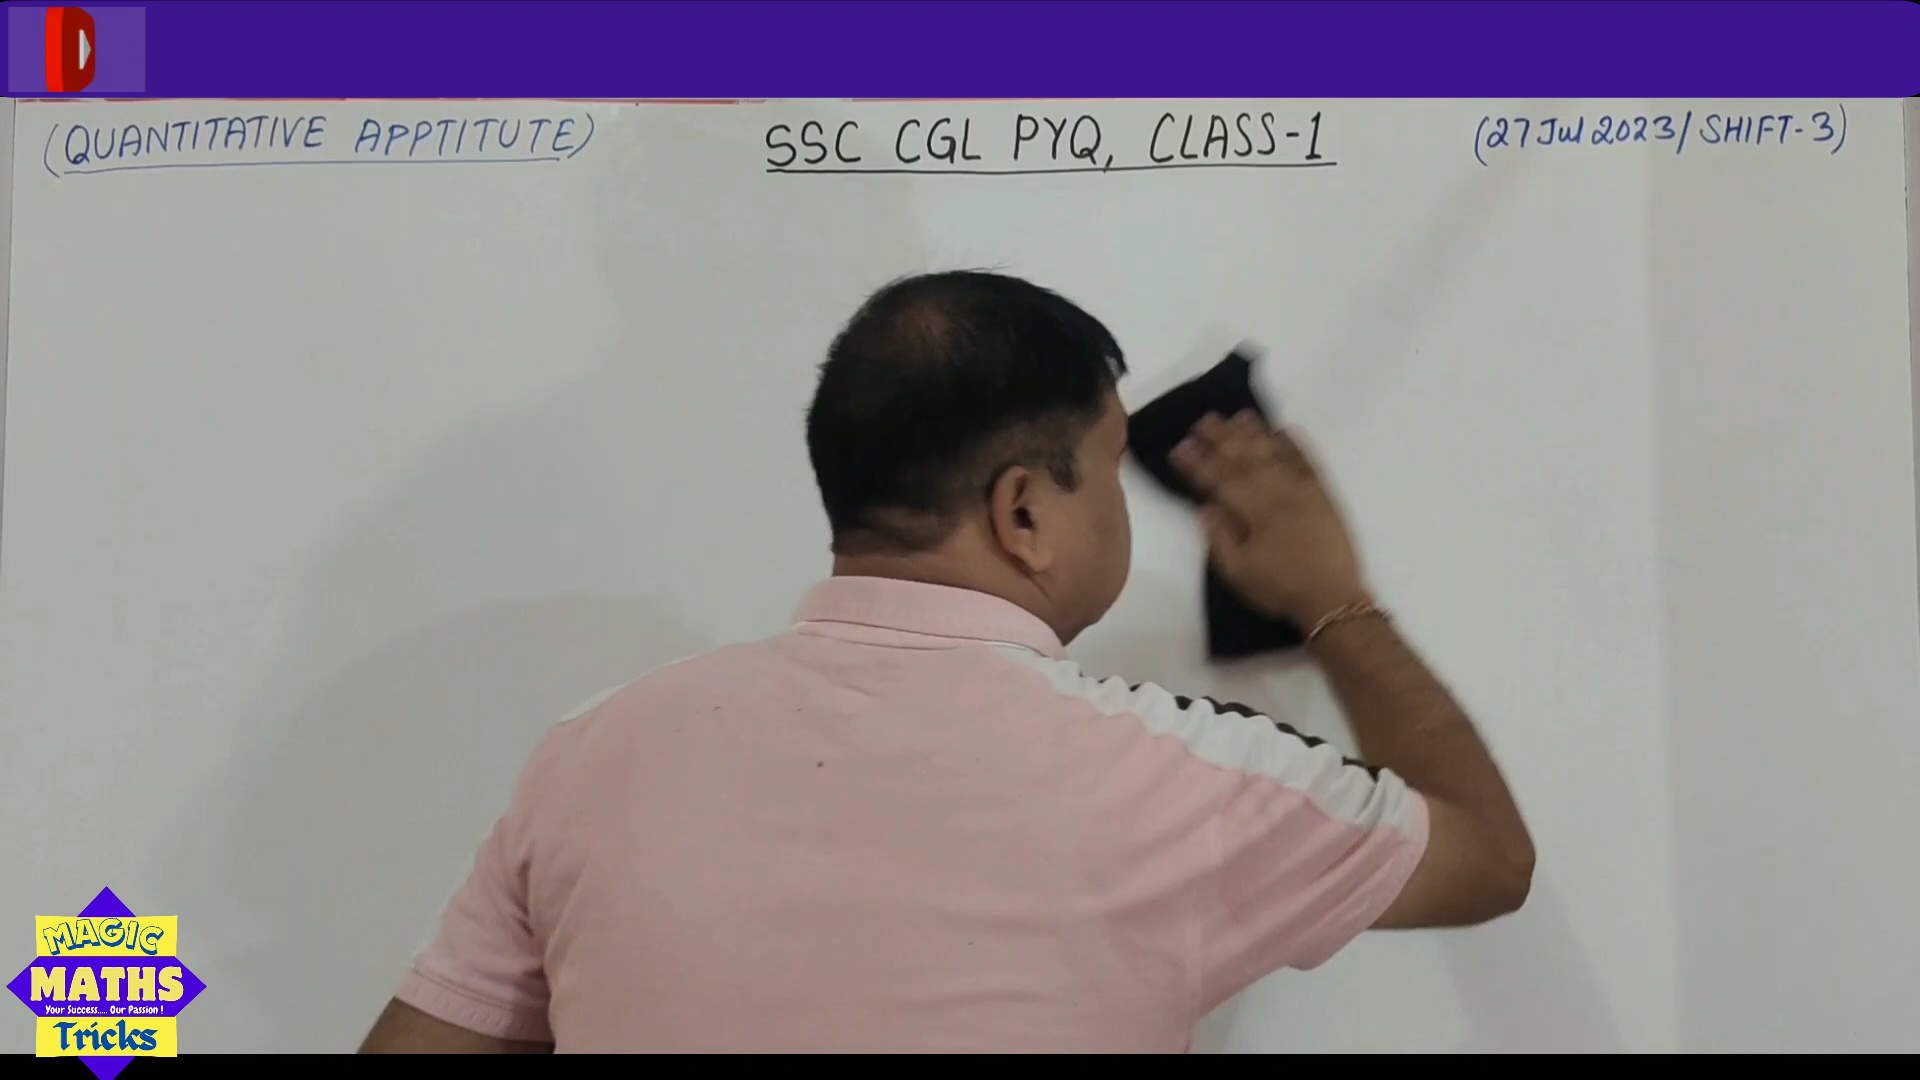 (QUANTITATIVE APPTITUTE)
SSC CGL PYQ, CLASS-1
(27 Jul 2023/ SHIFT-3)
MAGIC
MATHS
Your Success..... Our Passion !
Tricks